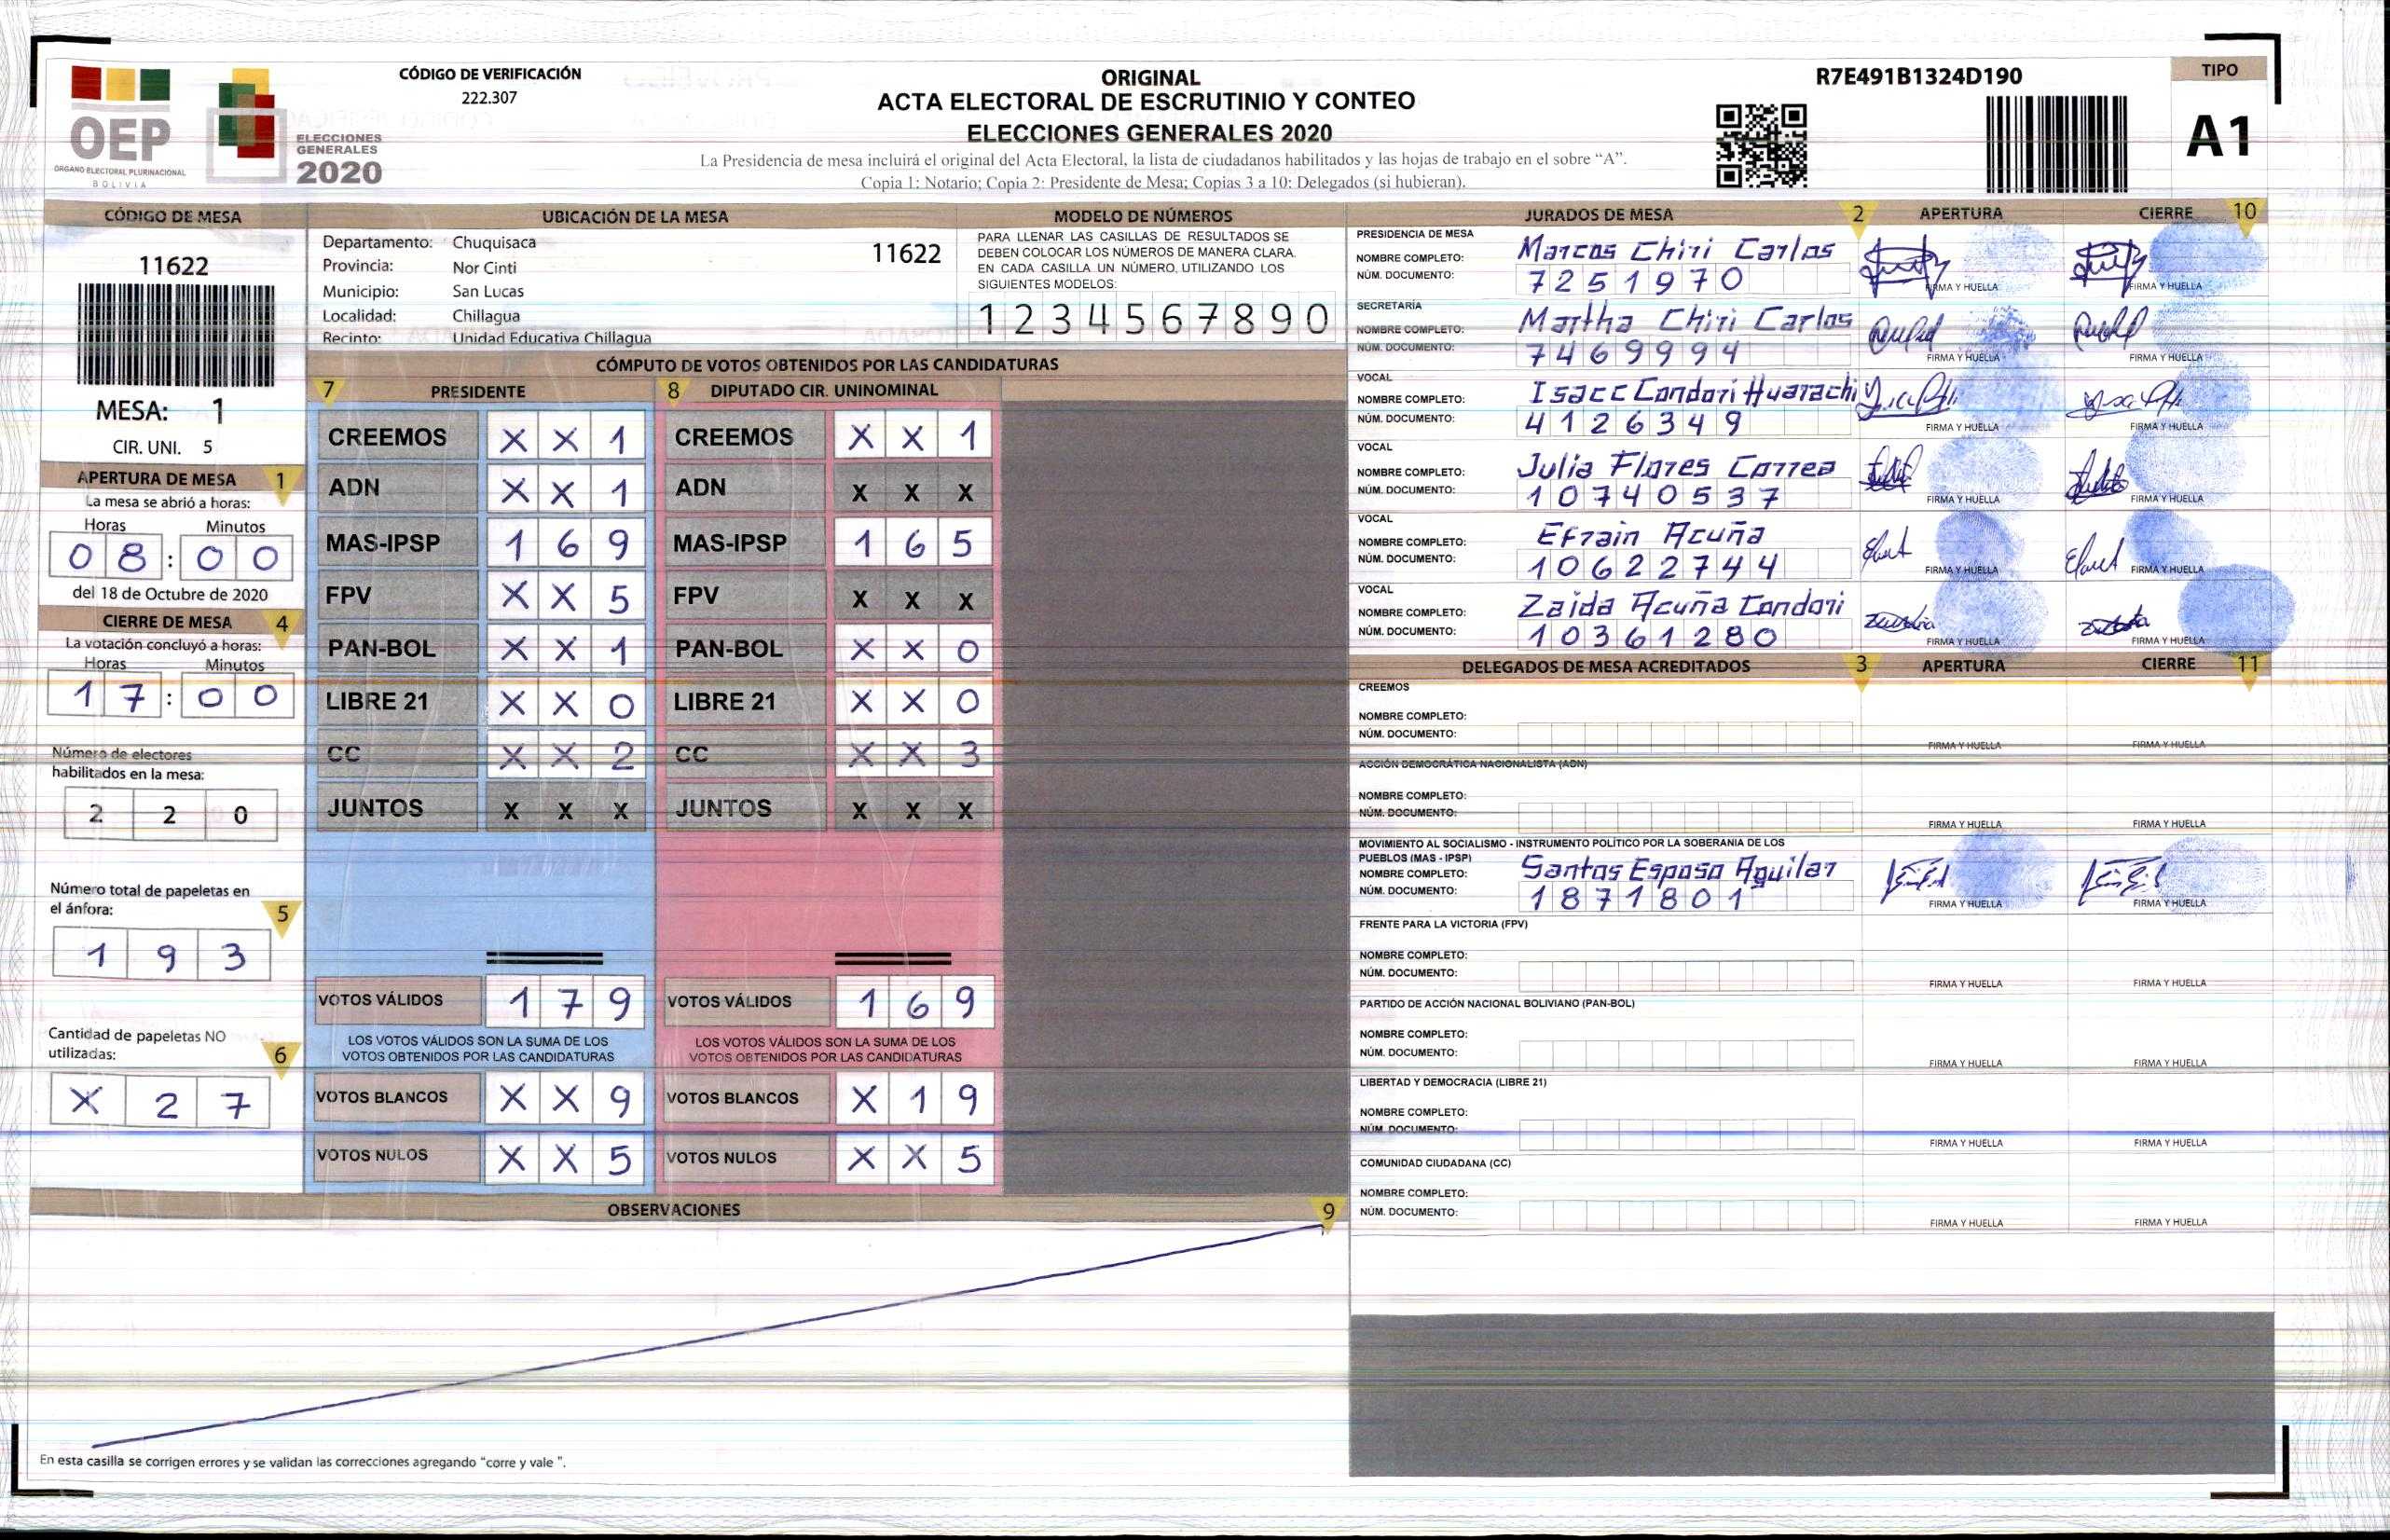 OEP
ÓRGANO ELECTORAL PLURINACIONAL
BOLIVIA
ELECCIONES
GENERALES
2020
CÓDIGO DE VERIFICACIÓN
222.307
ORIGINAL
ACTA ELECTORAL DE ESCRUTINIO Y CONTEO
ELECCIONES GENERALES 2020
La Presidencia de mesa incluirá el original del Acta Electoral, la lista de ciudadanos habilitados y las hojas de trabajo en el sobre “A”.
Copia 1: Notario; Copia 2: Presidente de Mesa; Copias 3 a 10: Delegados (si hubieran).
R7E491B1324D190
TIPO
A1
CÓDIGO DE MESA
11622
MESA: 1
CIR. UNI. 5
APERTURA DE MESA 1
La mesa se abrió a horas:
Horas Minutos
0 8 : 0 0
del 18 de Octubre de 2020
CIERRE DE MESA 4
La votación concluyó a horas:
Horas Minutos
1 7 : 0 0
Número de electores
habilitados en la mesa:
2 2 0
Número total de papeletas en
el ánfora: 5
1 9 3
Cantidad de papeletas NO
utilizadas: 6
X 2 7
UBICACIÓN DE LA MESA
Departamento: Chuquisaca 11622
Provincia: Nor Cinti
Municipio: San Lucas
Localidad: Chillagua
Recinto: Unidad Educativa Chillagua
MODELO DE NÚMEROS
PARA LLENAR LAS CASILLAS DE RESULTADOS SE
DEBEN COLOCAR LOS NÚMEROS DE MANERA CLARA.
EN CADA CASILLA UN NÚMERO, UTILIZANDO LOS
SIGUIENTES MODELOS:
1 2 3 4 5 6 7 8 9 0
CÓMPUTO DE VOTOS OBTENIDOS POR LAS CANDIDATURAS
7 PRESIDENTE 8 DIPUTADO CIR. UNINOMINAL
CREEMOS X X 1 CREEMOS X X 1
ADN X X 1 ADN X X X
MAS-IPSP 1 6 9 MAS-IPSP 1 6 5
FPV X X 5 FPV X X X
PAN-BOL X X 1 PAN-BOL X X 0
LIBRE 21 X X 0 LIBRE 21 X X 0
CC X X 2 CC X X 3
JUNTOS X X X JUNTOS X X X
VOTOS VÁLIDOS 1 7 9 VOTOS VÁLIDOS 1 6 9
LOS VOTOS VÁLIDOS SON LA SUMA DE LOS LOS VOTOS VÁLIDOS SON LA SUMA DE LOS
VOTOS OBTENIDOS POR LAS CANDIDATURAS VOTOS OBTENIDOS POR LAS CANDIDATURAS
VOTOS BLANCOS X X 9 VOTOS BLANCOS X 1 9
VOTOS NULOS X X 5 VOTOS NULOS X X 5
OBSERVACIONES 9
En esta casilla se corrigen errores y se validan las correcciones agregando “corre y vale ”.
JURADOS DE MESA 2 APERTURA CIERRE 10
PRESIDENCIA DE MESA
NOMBRE COMPLETO: Marcos Chiri Carlos
NÚM. DOCUMENTO: 7251970 FIRMA Y HUELLA FIRMA Y HUELLA
SECRETARÍA
NOMBRE COMPLETO: Martha Chiri Carlos
NÚM. DOCUMENTO: 7469994 FIRMA Y HUELLA FIRMA Y HUELLA
VOCAL
NOMBRE COMPLETO: Isacc Condori Huarachi
NÚM. DOCUMENTO: 4126349 FIRMA Y HUELLA FIRMA Y HUELLA
VOCAL
NOMBRE COMPLETO: Julia Flores Correa
NÚM. DOCUMENTO: 10740537 FIRMA Y HUELLA FIRMA Y HUELLA
VOCAL
NOMBRE COMPLETO: Efrain Acuña
NÚM. DOCUMENTO: 10622744 FIRMA Y HUELLA FIRMA Y HUELLA
VOCAL
NOMBRE COMPLETO: Zaida Acuña Condori
NÚM. DOCUMENTO: 10361280 FIRMA Y HUELLA FIRMA Y HUELLA
DELEGADOS DE MESA ACREDITADOS 3 APERTURA CIERRE 11
CREEMOS
NOMBRE COMPLETO:
NÚM. DOCUMENTO: FIRMA Y HUELLA FIRMA Y HUELLA
ACCIÓN DEMOCRÁTICA NACIONALISTA (ADN)
NOMBRE COMPLETO:
NÚM. DOCUMENTO: FIRMA Y HUELLA FIRMA Y HUELLA
MOVIMIENTO AL SOCIALISMO - INSTRUMENTO POLÍTICO POR LA SOBERANIA DE LOS
PUEBLOS (MAS - IPSP)
NOMBRE COMPLETO: Santos Esposo Aguilar
NÚM. DOCUMENTO: 1871801 FIRMA Y HUELLA FIRMA Y HUELLA
FRENTE PARA LA VICTORIA (FPV)
NOMBRE COMPLETO:
NÚM. DOCUMENTO: FIRMA Y HUELLA FIRMA Y HUELLA
PARTIDO DE ACCIÓN NACIONAL BOLIVIANO (PAN-BOL)
NOMBRE COMPLETO:
NÚM. DOCUMENTO: FIRMA Y HUELLA FIRMA Y HUELLA
LIBERTAD Y DEMOCRACIA (LIBRE 21)
NOMBRE COMPLETO:
NÚM. DOCUMENTO: FIRMA Y HUELLA FIRMA Y HUELLA
COMUNIDAD CIUDADANA (CC)
NOMBRE COMPLETO:
NÚM. DOCUMENTO: FIRMA Y HUELLA FIRMA Y HUELLA